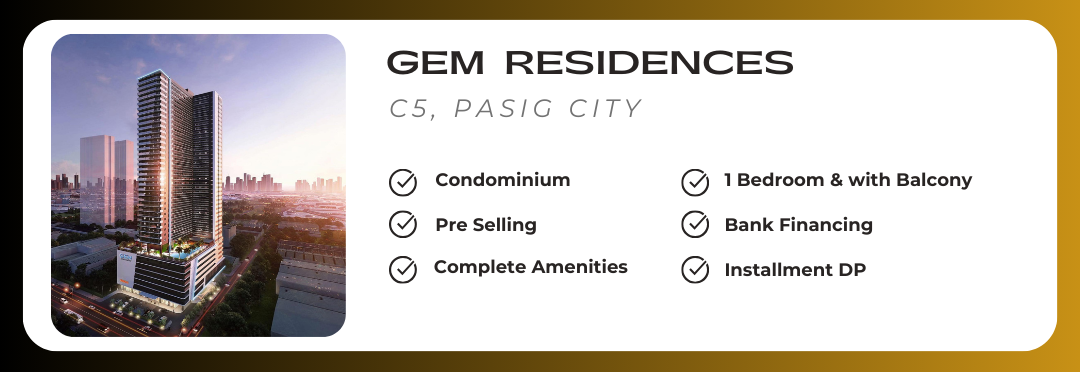 GEM RESIDENCES
C5, PASIG CITY
Condominium
Pre Selling
Complete Amenities
1 Bedroom & with Balcony
Bank Financing
Installment DP